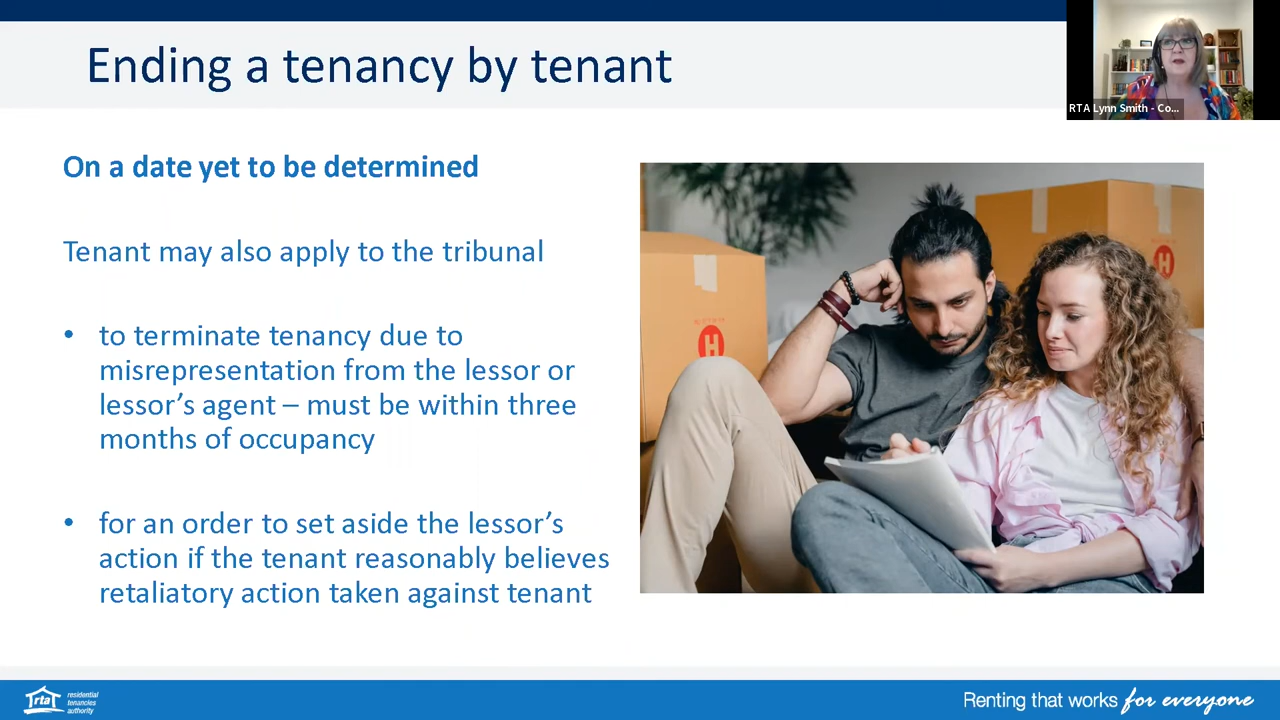 Ending a tenancy by tenant
RTA Lynn Smith - Co...
On a date yet to be determined
Tenant may also apply to the tribunal
• to terminate tenancy due to
misrepresentation from the lessor or
lessor's agent – must be within three
months of occupancy
• for an order to set aside the lessor's
action if the tenant reasonably believes
retaliatory action taken against tenant
H
H
rta
residential
tenancies
authority
Renting that works for everyone